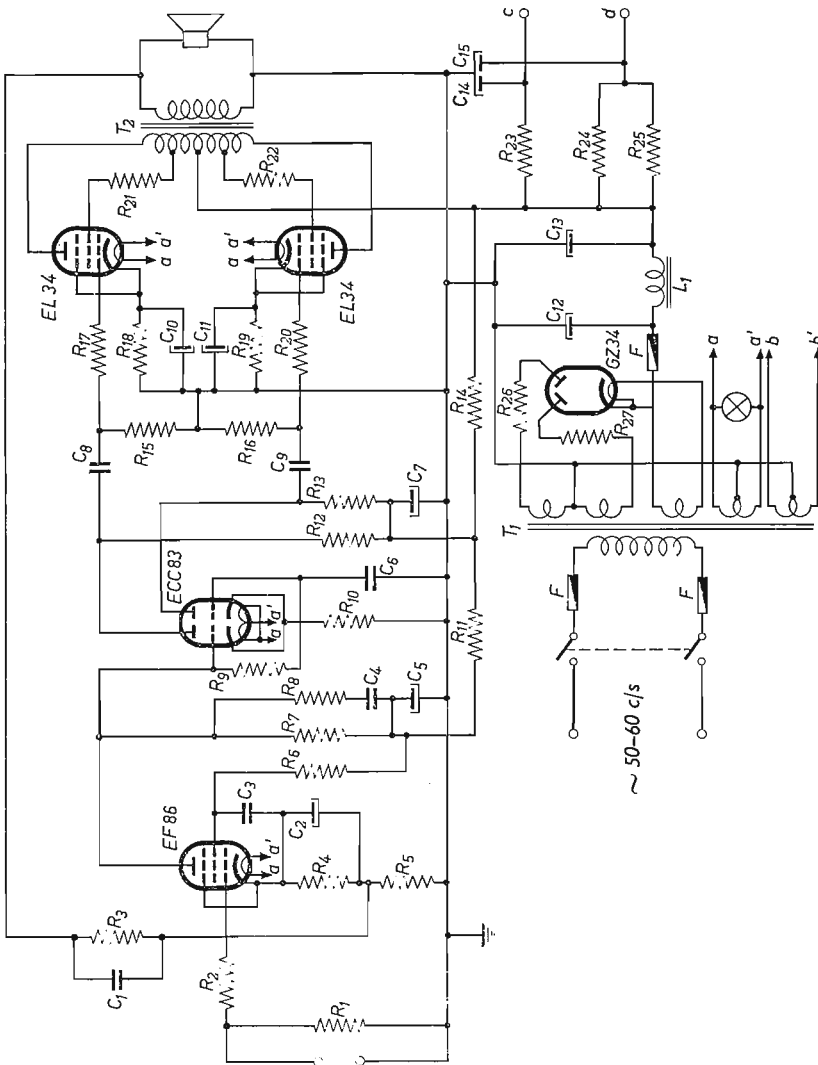 c
d
C14
C15
T2
R21
R22
R23
R24
R25
a
a'
a
a'
EL34
EL34
C13
R17
R18
C10
C11
R19
R20
C12
L1
F
GZ34
a
a'
b
b'
R14
R26
R27
C8
R15
R16
C9
R13
R12
C7
T1
ECC83
a
a'
C6
R10
R11
F
F
R9
R8
C4
C5
R7
R6
~ 50-60 c/s
EF86
C3
a
a'
C2
R4
R5
R3
C1
R2
R1